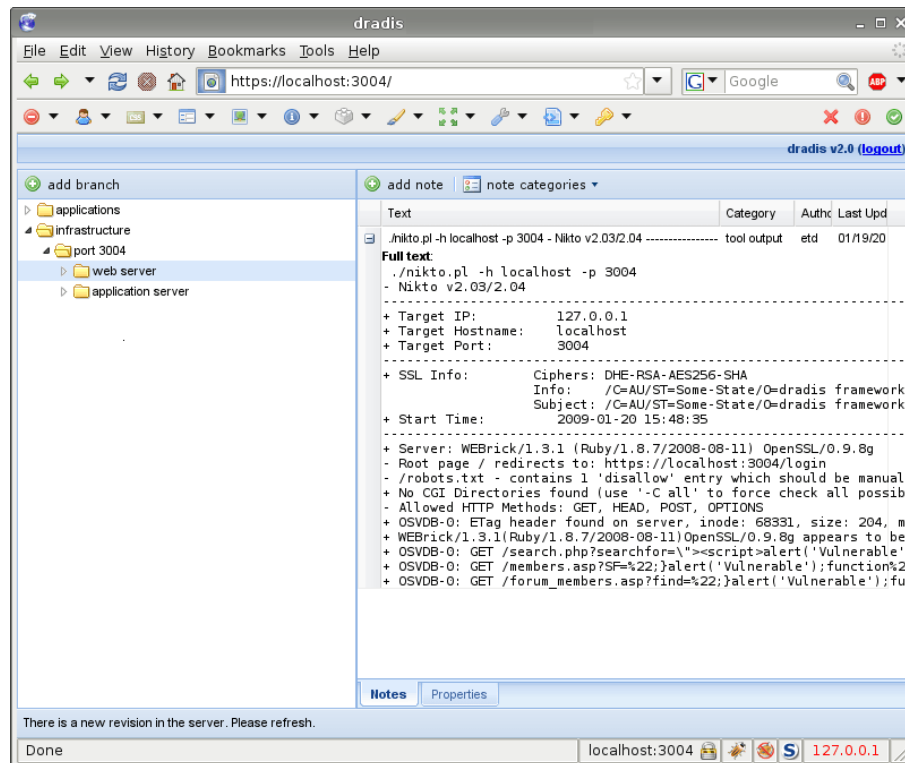 dradis
File Edit View History Bookmarks Tools Help
https://localhost:3004/ G Google ABP
CSS
dradis v2.0 (logout)
add branch
add note note categories
applications
infrastructure
port 3004
web server
application server
Text Category Autho Last Upd
./nikto.pl -h localhost -p 3004 - Nikto v2.03/2.04 ---------------- tool output etd 01/19/20
Full text:
./nikto.pl -h localhost -p 3004
- Nikto v2.03/2.04
---------------------------------------------------------------------------
+ Target IP: 127.0.0.1
+ Target Hostname: localhost
+ Target Port: 3004
---------------------------------------------------------------------------
+ SSL Info: Ciphers: DHE-RSA-AES256-SHA
Info: /C=AU/ST=Some-State/O=dradis framework
Subject: /C=AU/ST=Some-State/O=dradis framework
+ Start Time: 2009-01-20 15:48:35
---------------------------------------------------------------------------
+ Server: WEBrick/1.3.1 (Ruby/1.8.7/2008-08-11) OpenSSL/0.9.8g
- Root page / redirects to: https://localhost:3004/login
- /robots.txt - contains 1 'disallow' entry which should be manual
+ No CGI Directories found (use '-C all' to force check all possib
- Allowed HTTP Methods: GET, HEAD, POST, OPTIONS
+ OSVDB-0: ETag header found on server, inode: 68331, size: 204, m
+ WEBrick/1.3.1(Ruby/1.8.7/2008-08-11)OpenSSL/0.9.8g appears to be
+ OSVDB-0: GET /search.php?searchfor=\"><script>alert('Vulnerable'
+ OSVDB-0: GET /members.asp?SF=%22;}alert('Vulnerable');function%2
+ OSVDB-0: GET /forum_members.asp?find=%22;}alert('Vulnerable');fu
Notes Properties
There is a new revision in the server. Please refresh.
Done localhost:3004 S 127.0.0.1